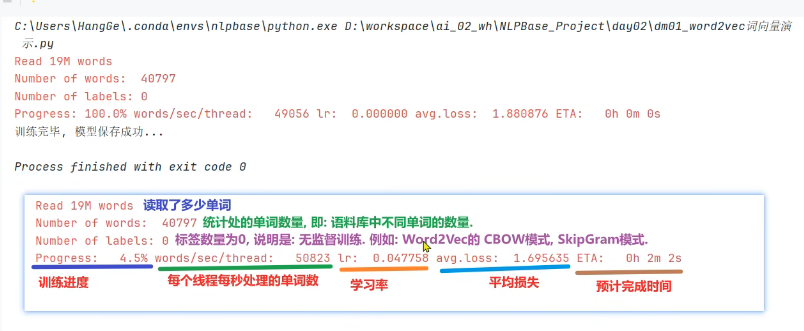 C:\Users\HangGe\.conda\envs\nlpbase\python.exe D:\workspace\ai_02_wh\NLPBase_Project\day02\dm01_word2vec词向量演
示.py
Read 19M words
Number of words:  40797
Number of labels: 0
Progress: 100.0% words/sec/thread:   49056 lr:  0.000000 avg.loss:  1.880876 ETA:   0h 0m 0s
训练完毕, 模型保存成功...
Process finished with exit code 0
Read 19M words 读取了多少单词
Number of words:  40797 统计处的单词数量, 即: 语料库中不同单词的数量.
Number of labels: 0 标签数量为0, 说明是: 无监督训练. 例如: Word2Vec的 CBOW模式, SkipGram模式.
Progress:   4.5% words/sec/thread:   50823 lr:  0.047758 avg.loss:  1.695635 ETA:   0h 2m 2s
训练进度 每个线程每秒处理的单词数 学习率 平均损失 预计完成时间